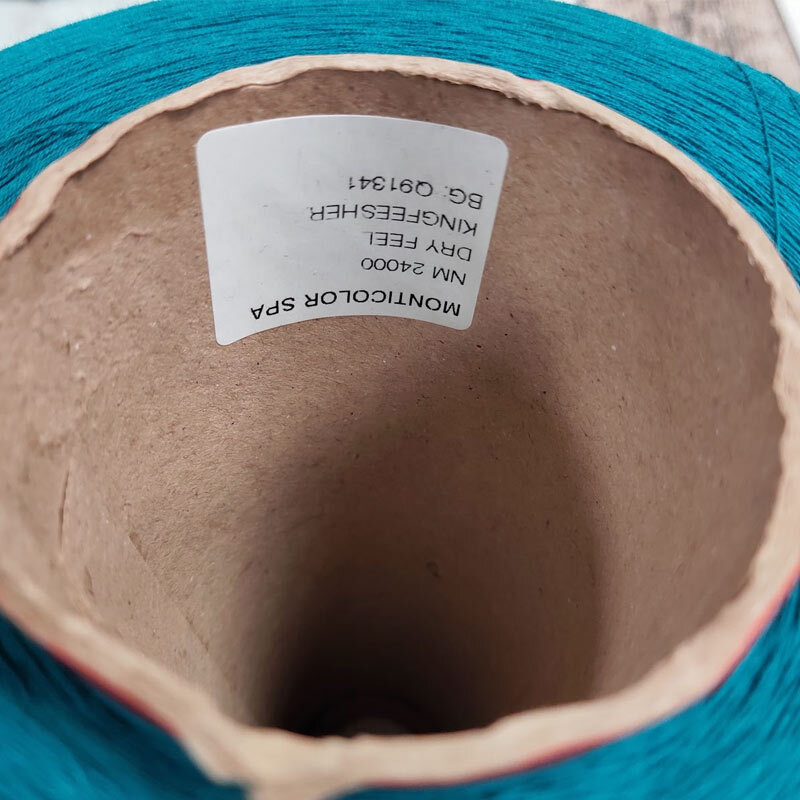 MONTICOLOR SPA
NM 24000
DRY FEEL
KINGFEESHER
BG: Q91341